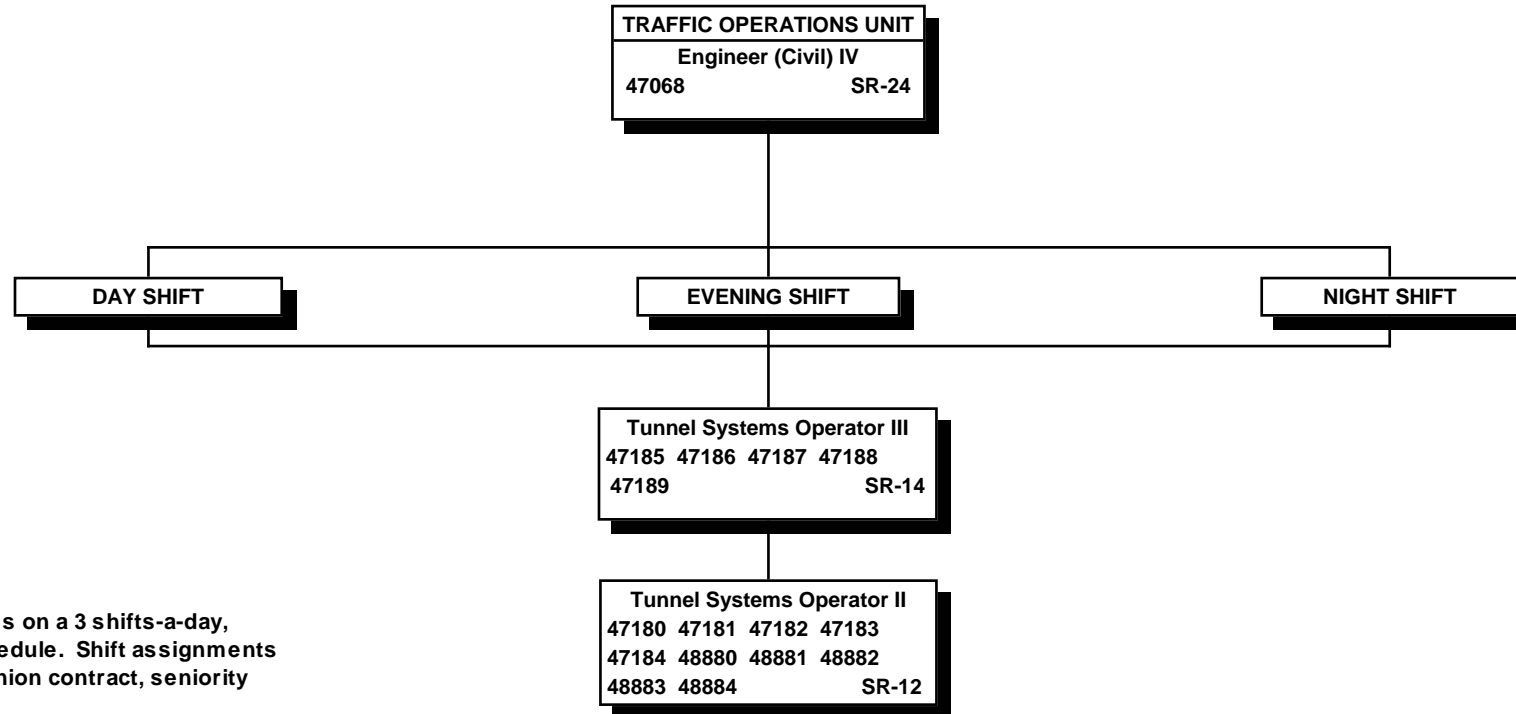 TRAFFIC OPERATIONS UNIT
Engineer (Civil) IV
47068 SR-24
DAY SHIFT
EVENING SHIFT
NIGHT SHIFT
Tunnel Systems Operator III
47185 47186 47187 47188
47189 SR-14
Tunnel Systems Operator II
47180 47181 47182 47183
47184 48880 48881 48882
48883 48884 SR-12
on a 3 shifts-a-day,
Shift assignments
contract, seniority